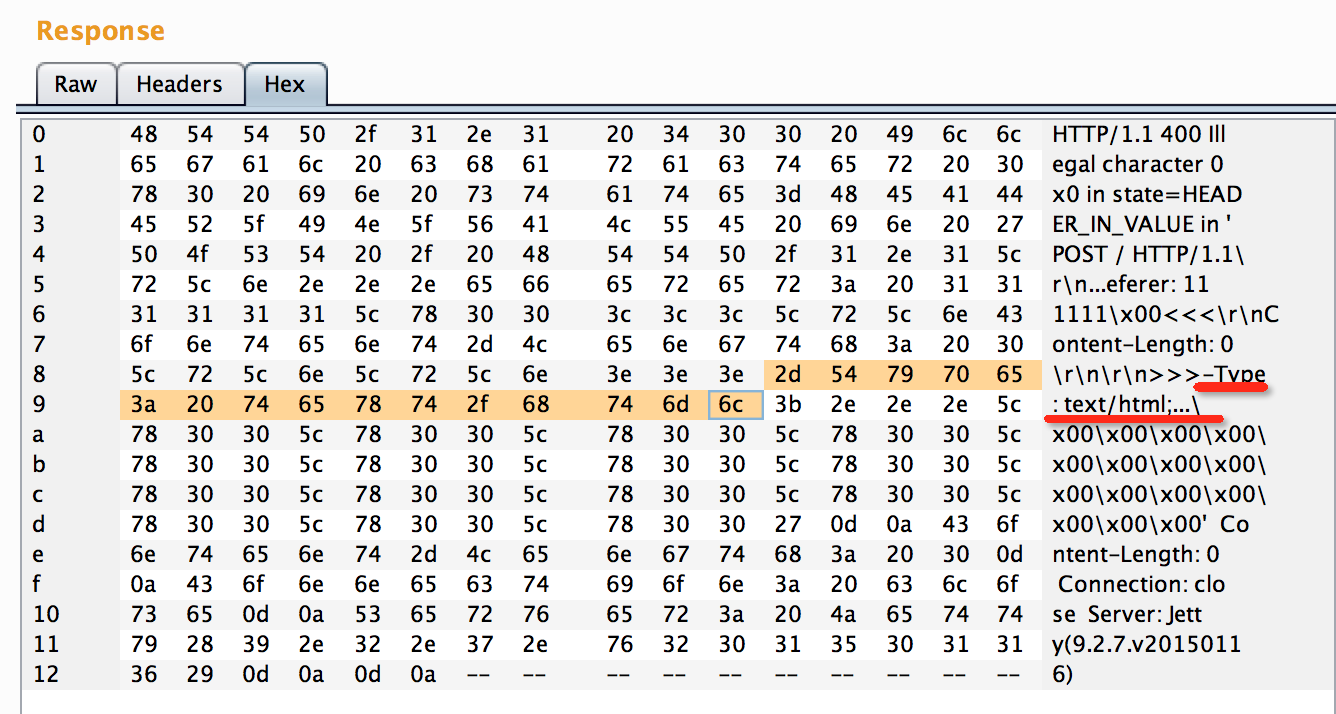 Response
Raw Headers Hex
0 48 54 54 50 2f 31 2e 31 20 34 30 30 20 49 6c 6c HTTP/1.1 400 Ill
1 65 67 61 6c 20 63 68 61 72 61 63 74 65 72 20 30 egal character 0
2 78 30 20 69 6e 20 73 74 61 74 65 3d 48 45 41 44 x0 in state=HEAD
3 45 52 5f 49 4e 5f 56 41 4c 55 45 20 69 6e 20 27 ER_IN_VALUE in '
4 50 4f 53 54 20 2f 20 48 54 54 50 2f 31 2e 31 5c POST / HTTP/1.1\
5 72 5c 6e 2e 2e 2e 65 66 65 72 65 72 3a 20 31 31 r\n...eferer: 11
6 31 31 31 31 5c 78 30 30 3c 3c 3c 5c 72 5c 6e 43 1111\x00<<<\r\nC
7 6f 6e 74 65 6e 74 2d 4c 65 6e 67 74 68 3a 20 30 ontent-Length: 0
8 5c 72 5c 6e 5c 72 5c 6e 3e 3e 3e 2d 54 79 70 65 \r\n\r\n>>>-Type
9 3a 20 74 65 78 74 2f 68 74 6d 6c 3b 2e 2e 2e 5c : text/html;...\
a 78 30 30 5c 78 30 30 5c 78 30 30 5c 78 30 30 5c x00\x00\x00\x00\
b 78 30 30 5c 78 30 30 5c 78 30 30 5c 78 30 30 5c x00\x00\x00\x00\
c 78 30 30 5c 78 30 30 5c 78 30 30 5c 78 30 30 5c x00\x00\x00\x00\
d 78 30 30 5c 78 30 30 5c 78 30 30 27 0d 0a 43 6f x00\x00\x00' Co
e 6e 74 65 6e 74 2d 4c 65 6e 67 74 68 3a 20 30 0d ntent-Length: 0
f 0a 43 6f 6e 6e 65 63 74 69 6f 6e 3a 20 63 6c 6f Connection: clo
10 73 65 0d 0a 53 65 72 76 65 72 3a 20 4a 65 74 74 se Server: Jett
11 79 28 39 2e 32 2e 37 2e 76 32 30 31 35 30 31 31 y(9.2.7.v2015011
12 36 29 0d 0a 0d 0a -- -- -- -- -- -- -- -- -- -- 6)